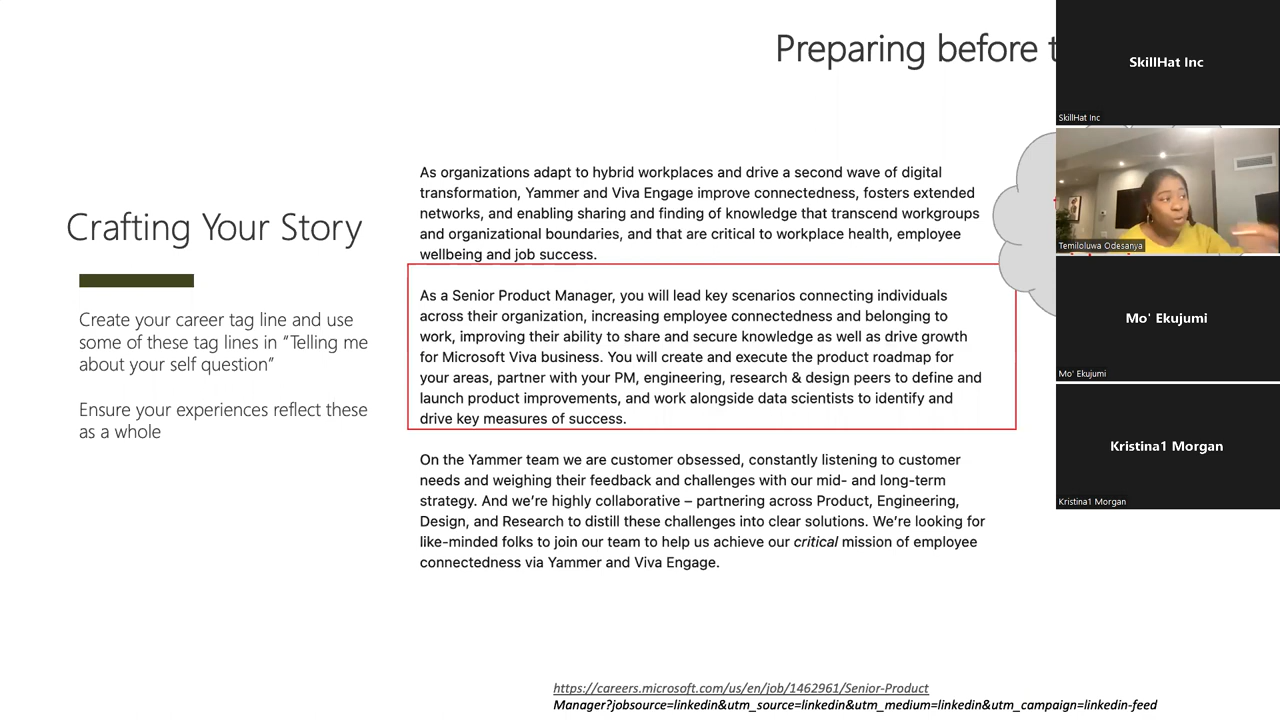 Preparing before t
Crafting Your Story
Create your career tag line and use
some of these tag lines in “Telling me
about your self question”
Ensure your experiences reflect these
as a whole
As organizations adapt to hybrid workplaces and drive a second wave of digital
transformation, Yammer and Viva Engage improve connectedness, fosters extended
networks, and enabling sharing and finding of knowledge that transcend workgroups
and organizational boundaries, and that are critical to workplace health, employee
wellbeing and job success.
As a Senior Product Manager, you will lead key scenarios connecting individuals
across their organization, increasing employee connectedness and belonging to
work, improving their ability to share and secure knowledge as well as drive growth
for Microsoft Viva business. You will create and execute the product roadmap for
your areas, partner with your PM, engineering, research & design peers to define and
launch product improvements, and work alongside data scientists to identify and
drive key measures of success.
On the Yammer team we are customer obsessed, constantly listening to customer
needs and weighing their feedback and challenges with our mid- and long-term
strategy. And we’re highly collaborative – partnering across Product, Engineering,
Design, and Research to distill these challenges into clear solutions. We’re looking for
like-minded folks to join our team to help us achieve our critical mission of employee
connectedness via Yammer and Viva Engage.
https://careers.microsoft.com/us/en/job/1462961/Senior-Product
Manager?jobsource=linkedin&utm_source=linkedin&utm_medium=linkedin&utm_campaign=linkedin-feed
SkillHat Inc
SkillHat Inc
Temiloluwa Odesanya
Mo' Ekujumi
Mo' Ekujumi
Kristina1 Morgan
Kristina1 Morgan